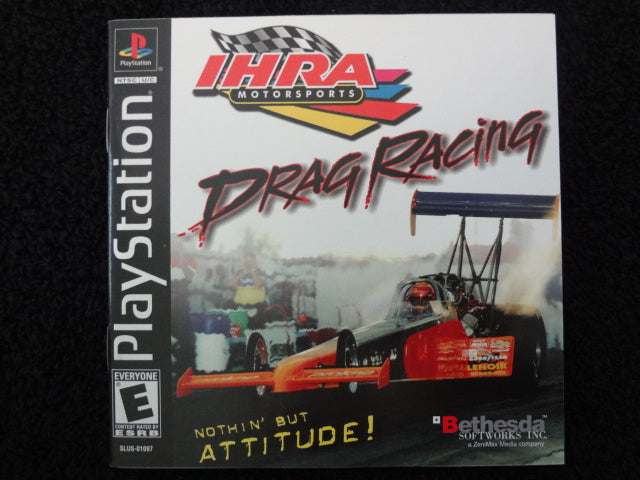 PlayStation
NTSC U/C
PlayStation
EVERYONE
E
CONTENT RATED BY
ESRB
SLUS-01097
IHRA
MOTORSPORTS
DRAG RACING
GOODYEAR
LENOIR
NOTHIN' BUT
ATTITUDE!
Bethesda™
SOFTWORKS INC.
a ZeniMax Media company